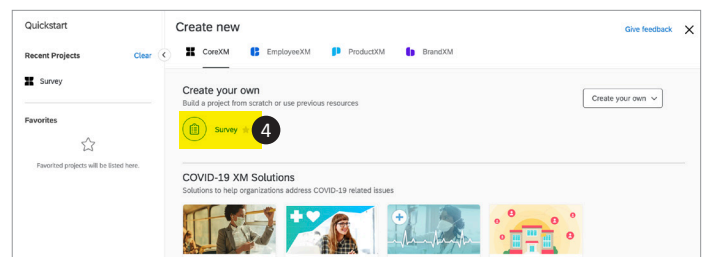 Quickstart
Recent Projects
Clear
Survey
Favorites
Favorited projects will be listed here.
Create new
Give feedback
CoreXM
EmployeeXM
ProductXM
BrandXM
Create your own
Build a project from scratch or use previous resources
Create your own
Survey
4
COVID-19 XM Solutions
Solutions to help organizations address COVID-19 related issues